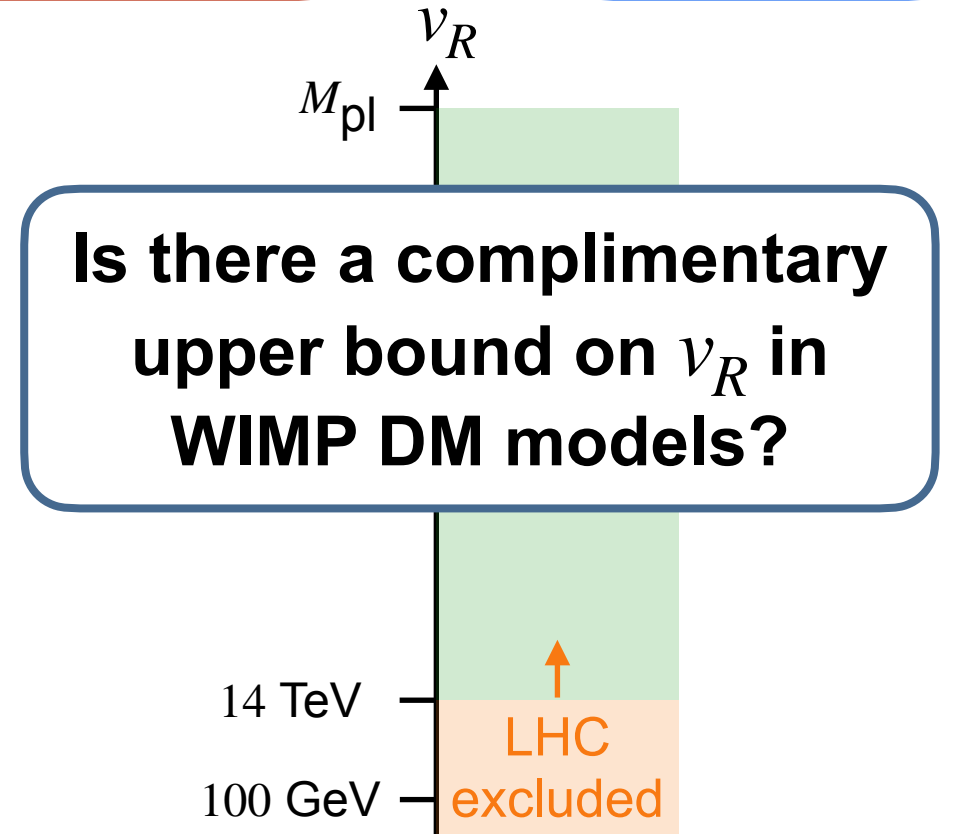 v_R
M_pl
Is there a complimentary
upper bound on v_R in
WIMP DM models?
14 TeV
LHC
100 GeV
excluded